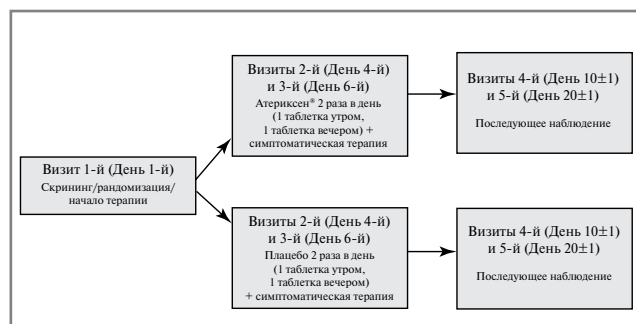 Визит 1-й (День 1-й)
Скрининг/рандомизация/
начало терапии
Визиты 2-й (День 4-й)
и 3-й (День 6-й)
Атериксен® 2 раза в день
(1 таблетка утром,
1 таблетка вечером) +
симптоматическая терапия
Визиты 4-й (День 10±1)
и 5-й (День 20±1)
Последующее наблюдение
Визиты 2-й (День 4-й)
и 3-й (День 6-й)
Плацебо 2 раза в день
(1 таблетка утром,
1 таблетка вечером)
+ симптоматическая терапия
Визиты 4-й (День 10±1)
и 5-й (День 20±1)
Последующее наблюдение